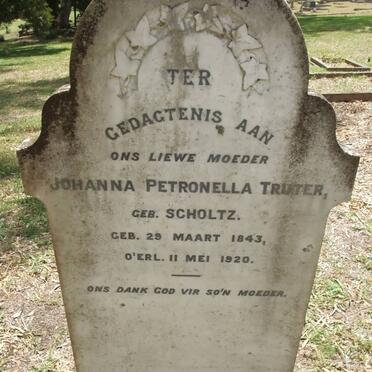 TER
GEDAGTENIS AAN
ONS LIEWE MOEDER
JOHANNA PETRONELLA TRUTER,
GEB. SCHOLTZ.
GEB. 29 MAART 1843,
O'ERL. 11 MEI 1920.
ONS DANK GOD VIR SO'N MOEDER.